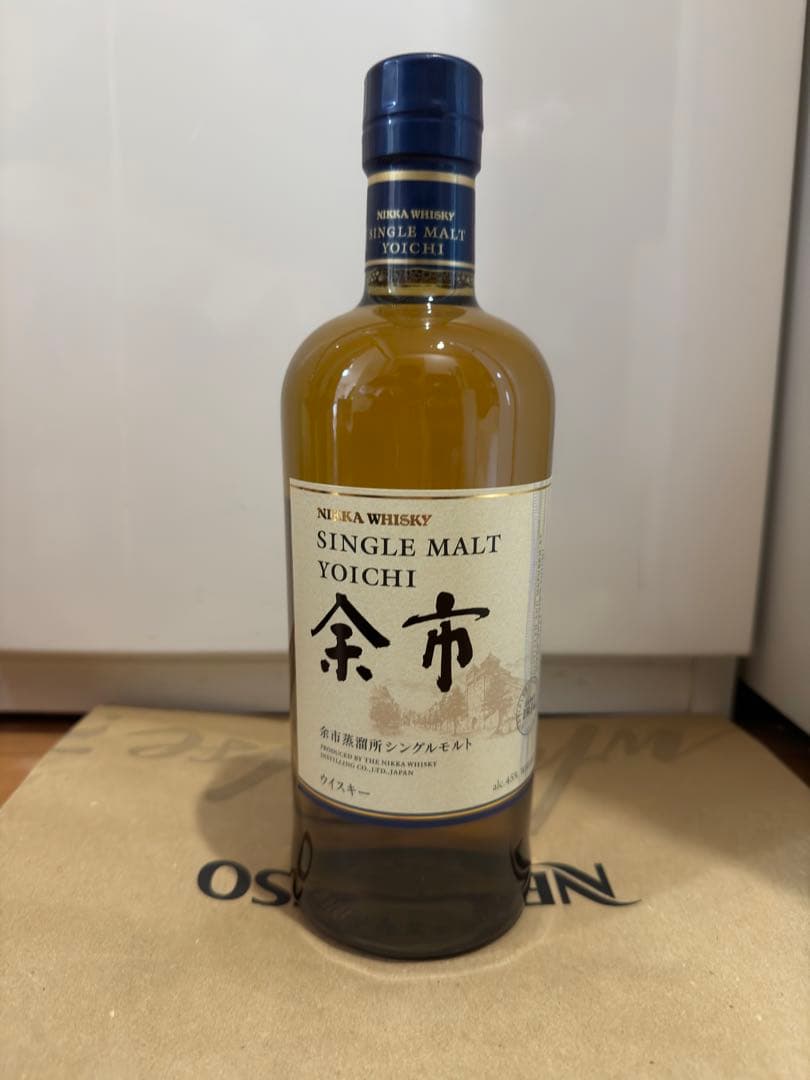 NIKKA WHISKY
SINGLE MALT
YOICHI
NIKKA WHISKY
SINGLE MALT
YOICHI
余市
余市蒸溜所シングルモルト
PRODUCED BY THE NIKKA WHISKY
DISTILLING CO., LTD., JAPAN
ウイスキー
alc. 45%